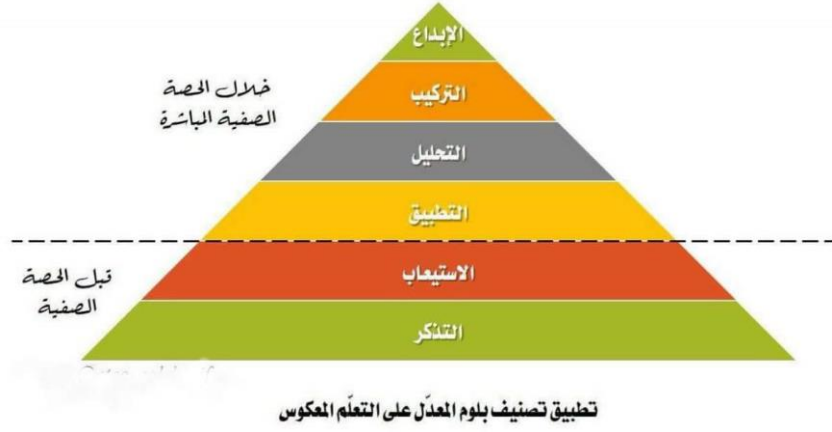 الإبداع
التركيب
خلال الحصة
الصفية المباشرة
التحليل
التطبيق
الاستيعاب
قبل الحصة
الصفية
التذكر
تطبيق تصنيف بلوم المعدّل على التعلّم المعكوس